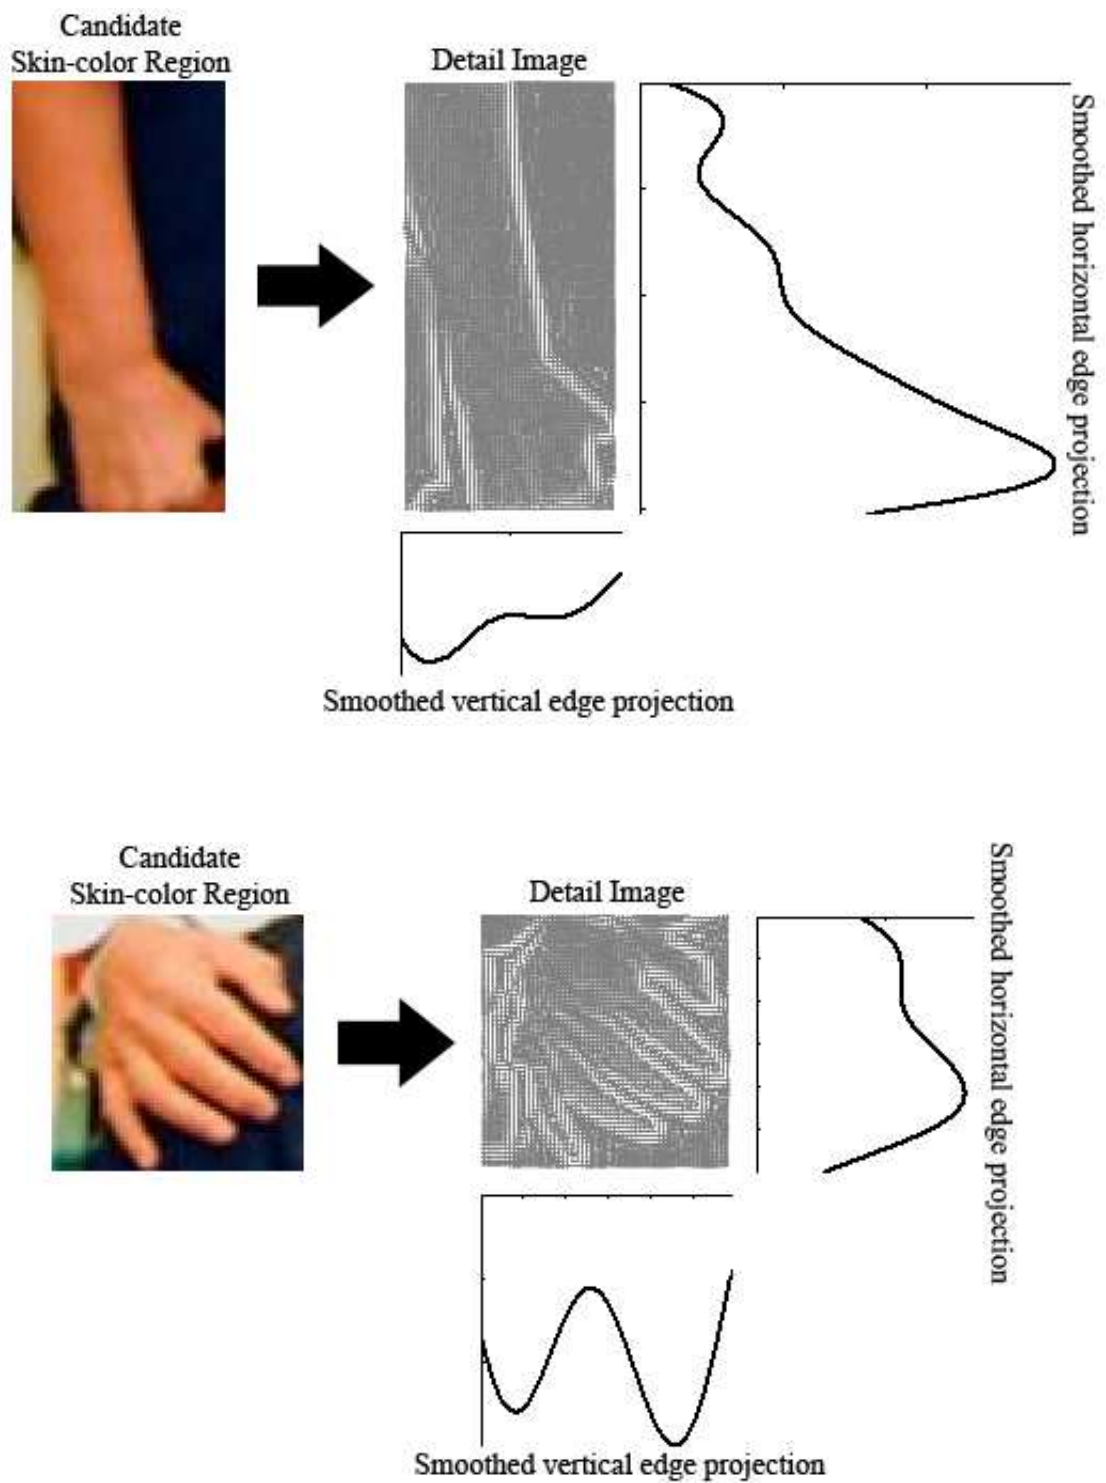 Candidate
Skin-color Region
Detail Image
Smoothed horizontal edge projection
Smoothed vertical edge projection
Candidate
Skin-color Region
Detail Image
Smoothed horizontal edge projection
Smoothed vertical edge projection